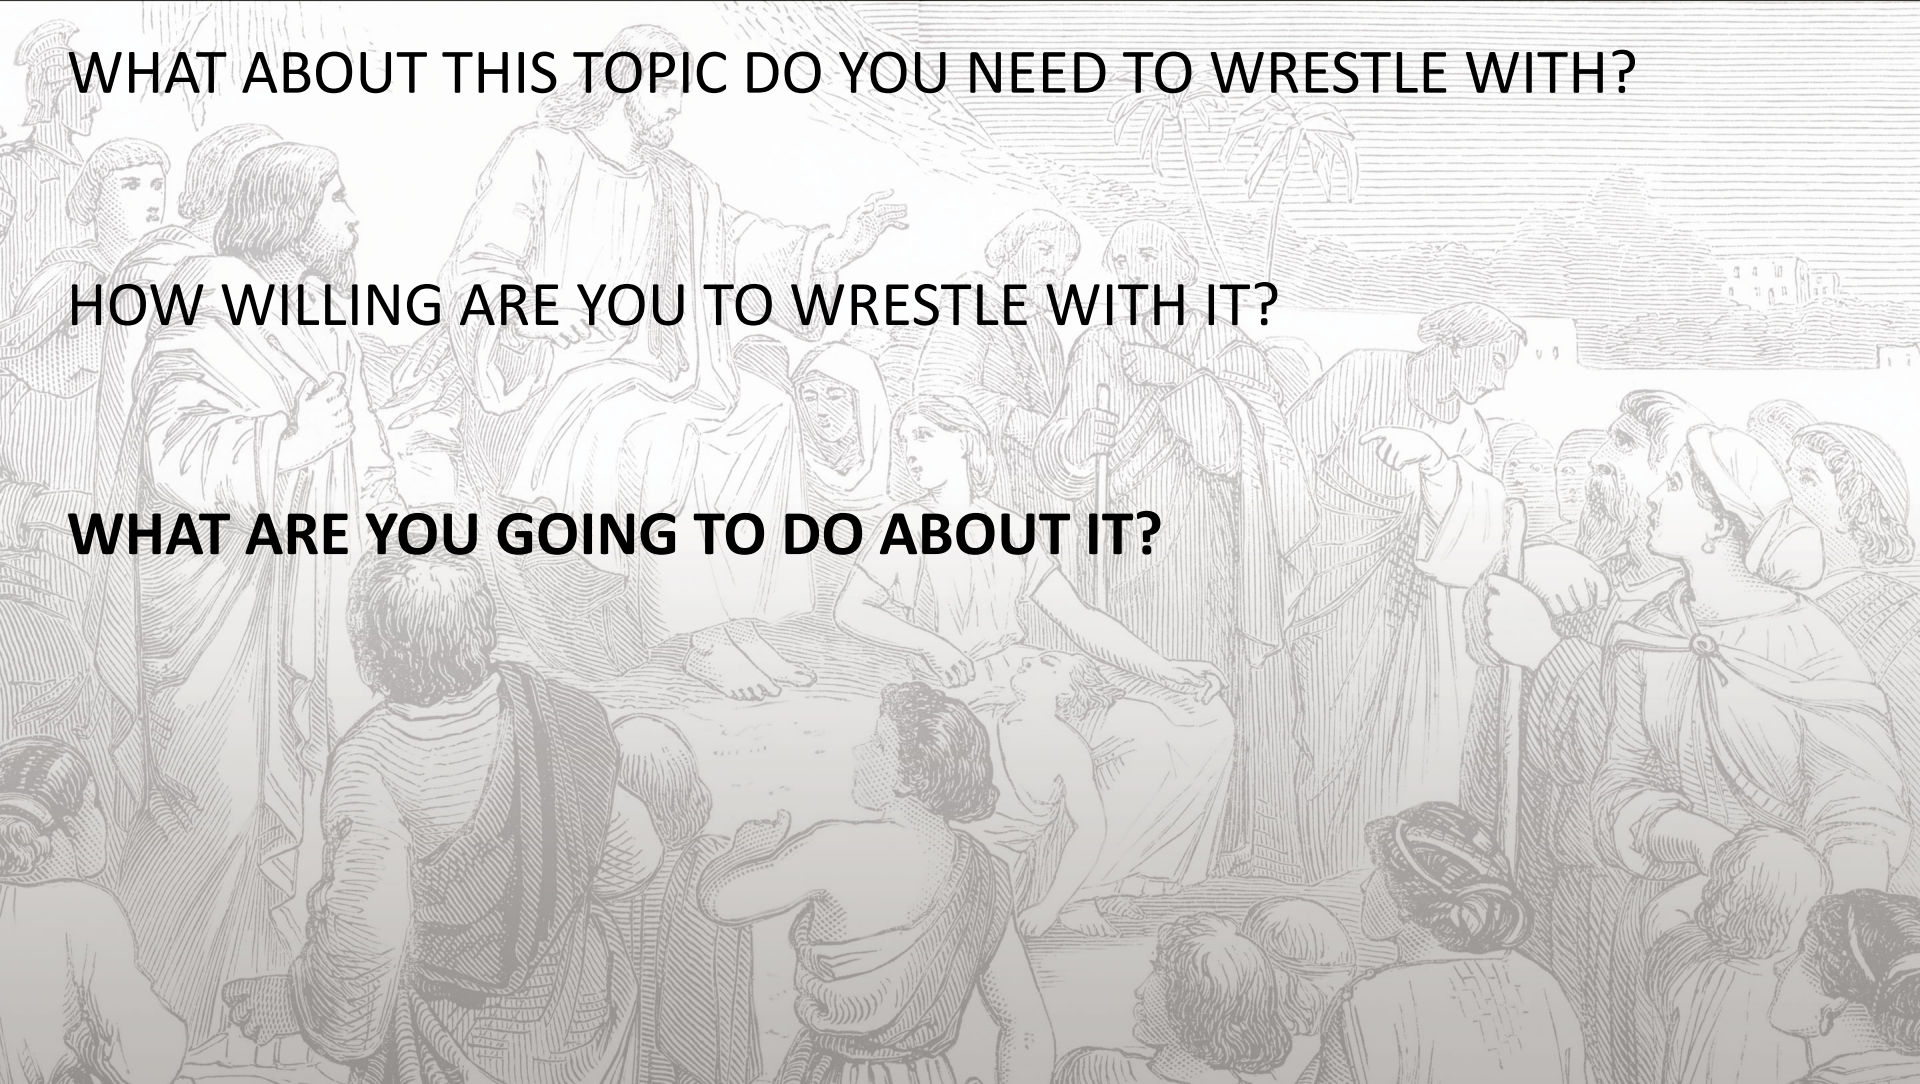 WHAT ABOUT THIS TOPIC DO YOU NEED TO WRESTLE WITH?
HOW WILLING ARE YOU TO WRESTLE WITH IT?
WHAT ARE YOU GOING TO DO ABOUT IT?